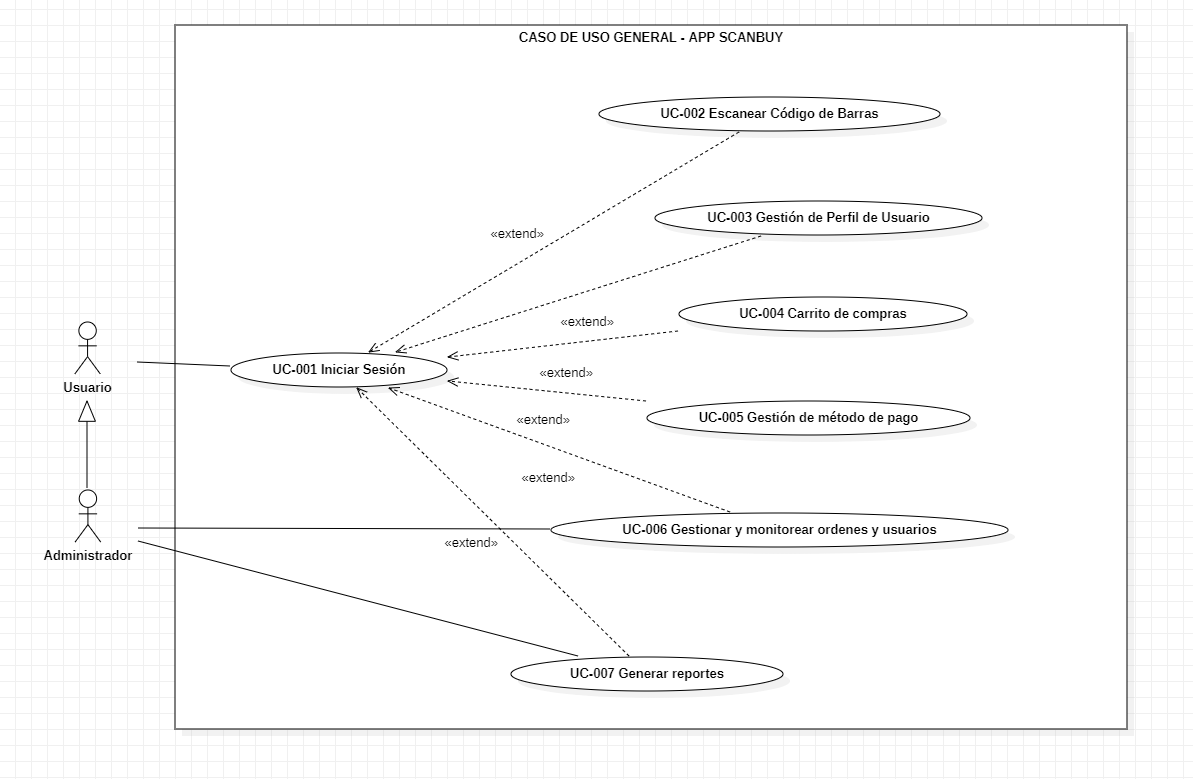 CASO DE USO GENERAL - APP SCANBUY
UC-002 Escanear Código de Barras
UC-003 Gestión de Perfil de Usuario
«extend»
UC-004 Carrito de compras
«extend»
UC-001 Iniciar Sesión
«extend»
Usuario
UC-005 Gestión de método de pago
«extend»
«extend»
UC-006 Gestionar y monitorear ordenes y usuarios
«extend»
Administrador
UC-007 Generar reportes